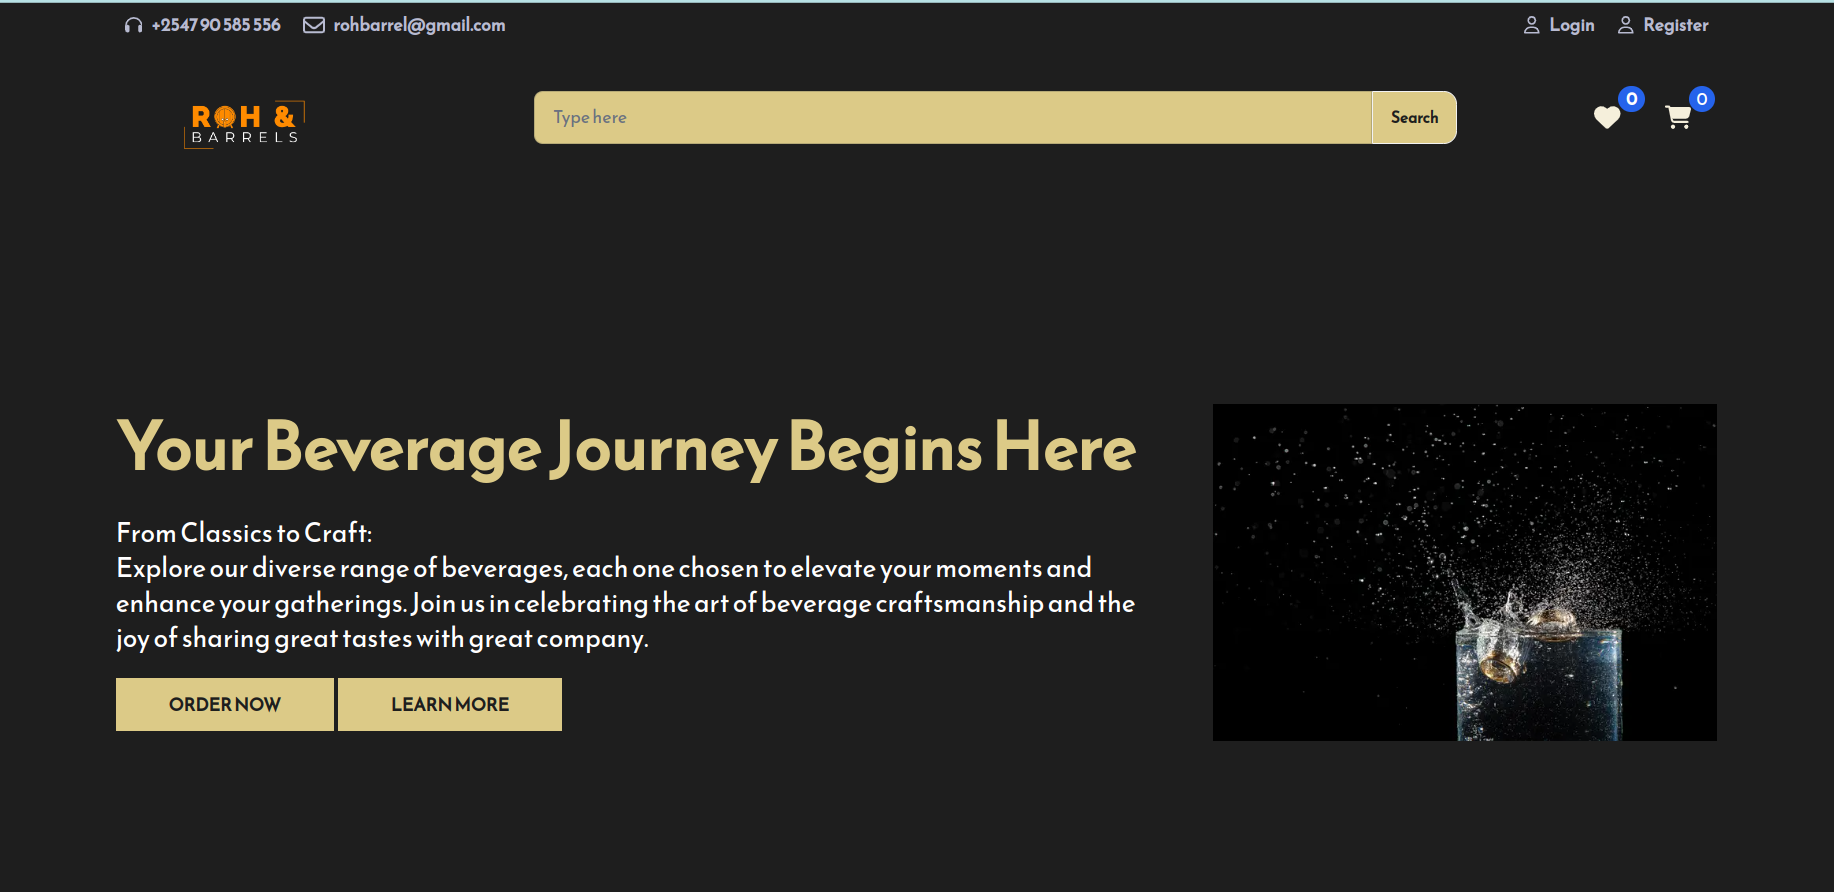 +254790585556 rohbarrel@gmail.com Login Register
ROH &
BARRELS
Type here Search 0 0
Your Beverage Journey Begins Here
From Classics to Craft:
Explore our diverse range of beverages, each one chosen to elevate your moments and
enhance your gatherings. Join us in celebrating the art of beverage craftsmanship and the
joy of sharing great tastes with great company.
ORDER NOW LEARN MORE